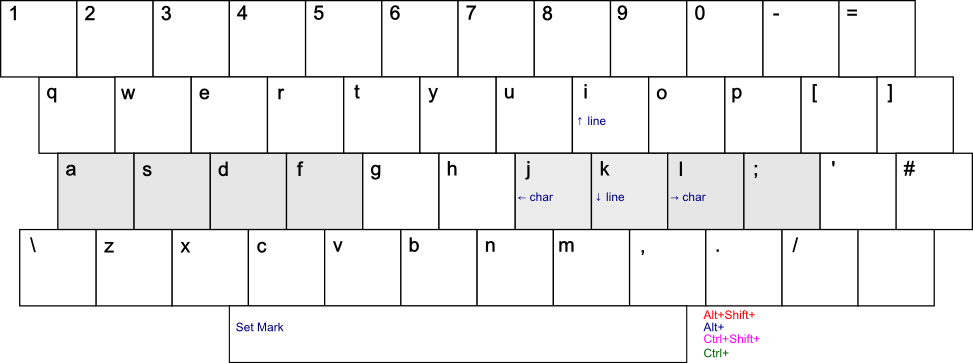 1 2 3 4 5 6 7 8 9 0 - =
q w e r t y u i o p [ ]
↑ line
a s d f g h j k l ; ' #
← char ↓ line → char
\ z x c v b n m , . /
Set Mark
Alt+Shift+
Alt+
Ctrl+Shift+
Ctrl+